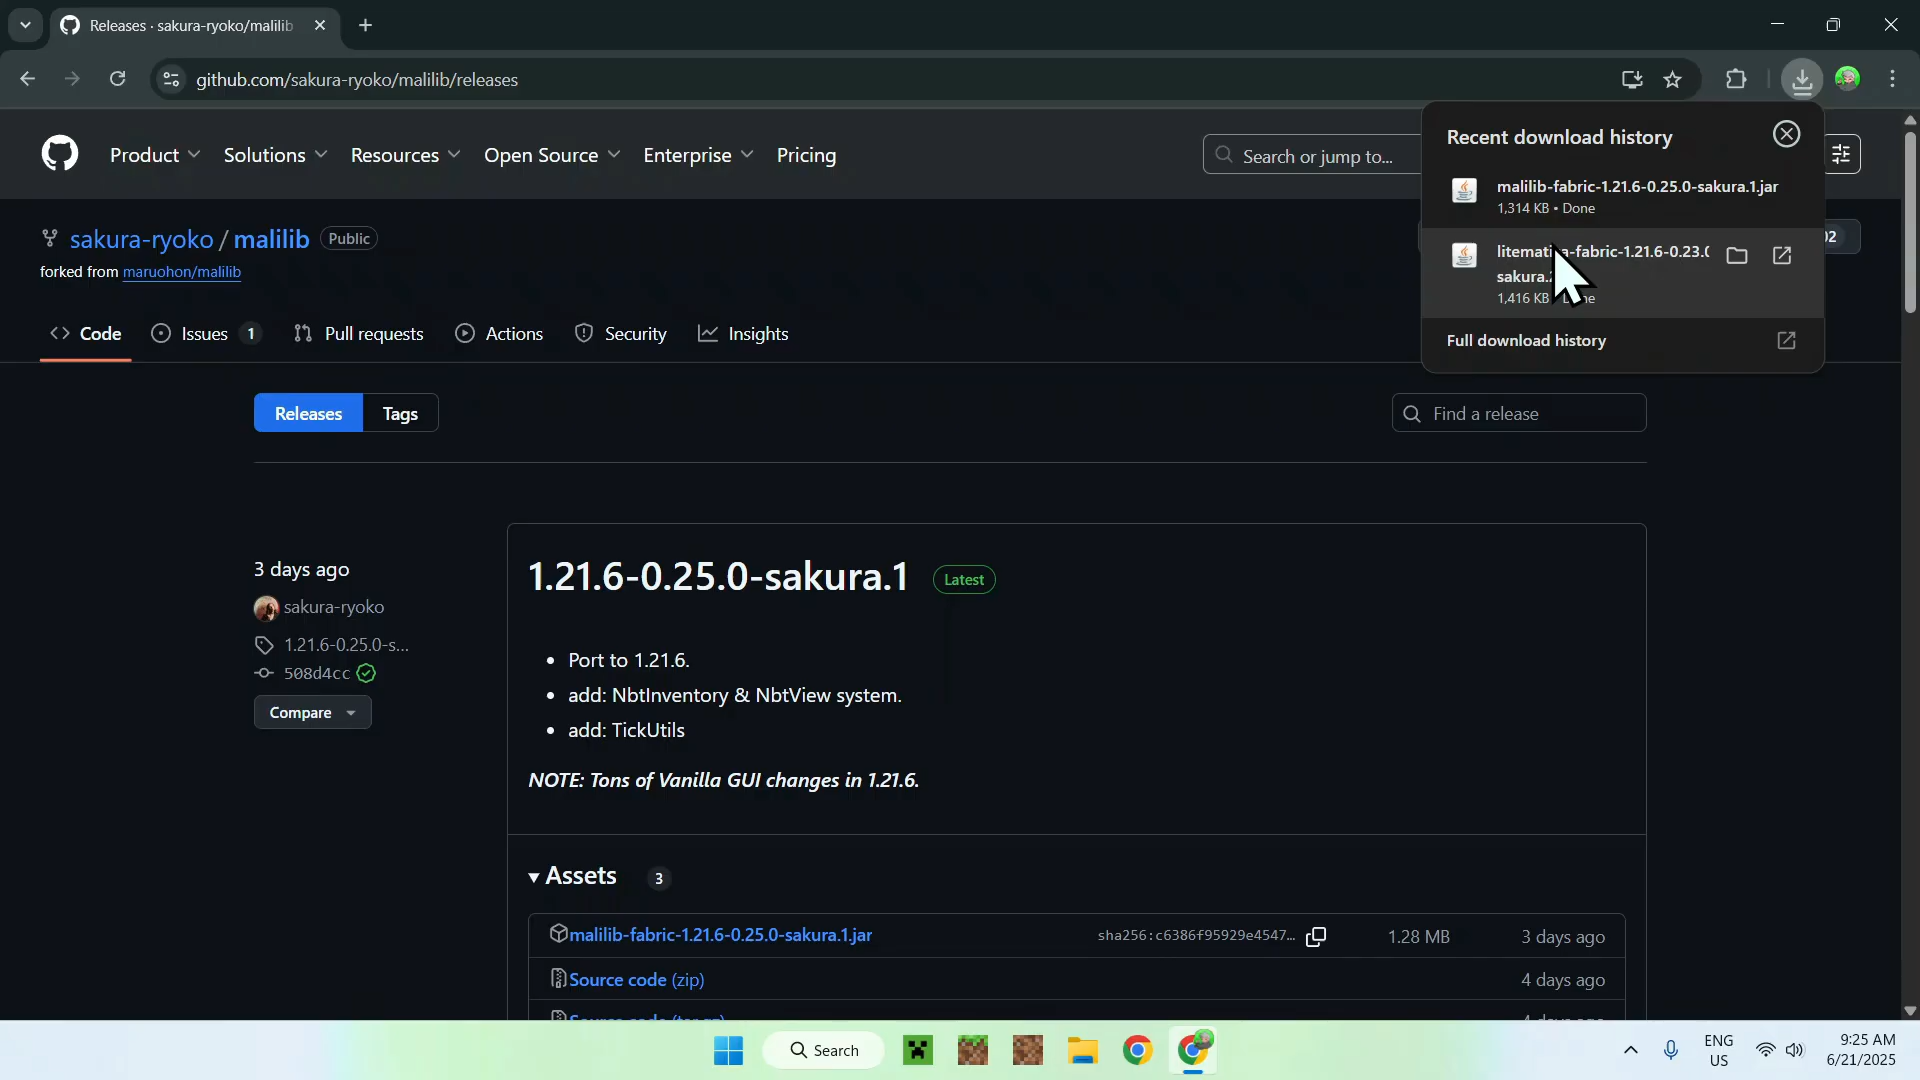 Releases · sakura-ryoko/malilib
github.com/sakura-ryoko/malilib/releases
Product
Solutions
Resources
Open Source
Enterprise
Pricing
Search or jump to...
Recent download history
malilib-fabric-1.21.6-0.25.0-sakura.1.jar
1,314 KB • Done
-fabric-1.21.6-0.23.
sakura.
1,416 KB
Full download history
sakura-ryoko / malilib
Public
forked from maruohon/malilib
Code
Issues 1
Pull requests
Actions
Security
Insights
Releases
Tags
Find a release
3 days ago
sakura-ryoko
1.21.6-0.25.0-s...
508d4cc
Compare
1.21.6-0.25.0-sakura.1
Latest
• Port to 1.21.6.
• add: NbtInventory & NbtView system.
• add: TickUtils
NOTE: Tons of Vanilla GUI changes in 1.21.6.
Assets 3
malilib-fabric-1.21.6-0.25.0-sakura.1.jar
sha256:c6386f95929e4547...
1.28 MB
3 days ago
Source code (zip)
4 days ago
Search
ENG
US
9:25 AM
6/21/2025